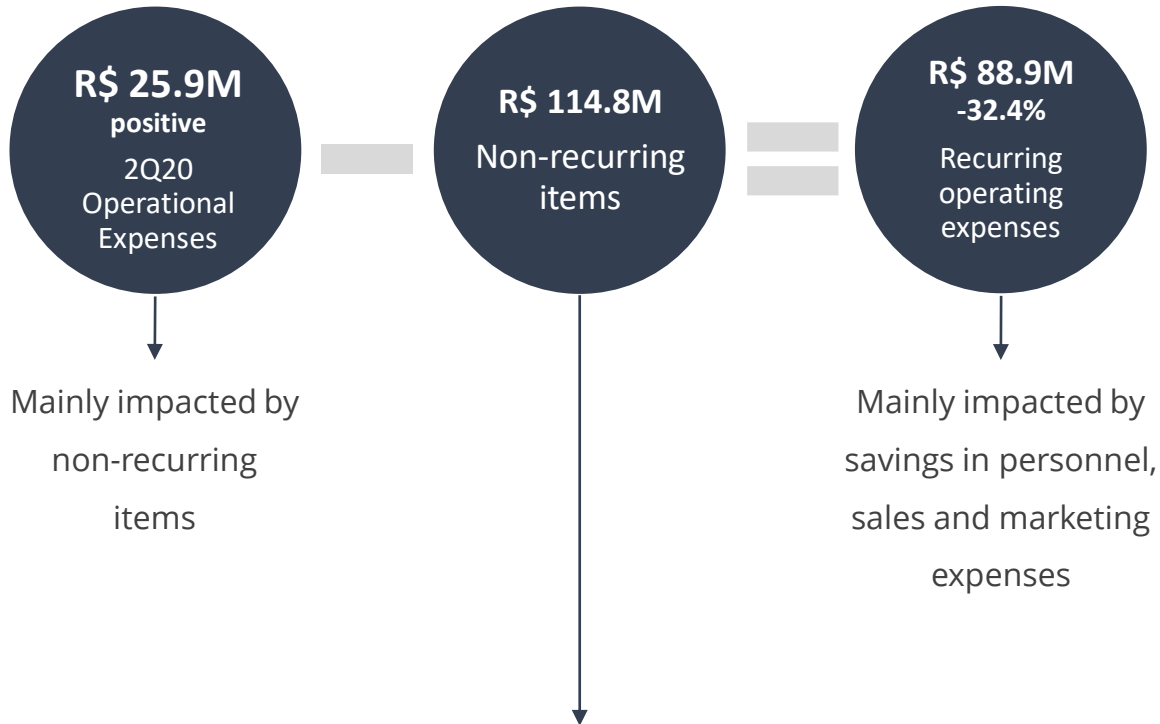 R$ 25.9M
positive
2Q20
Operational
Expenses
R$ 114.8M
Non-recurring
items
R$ 88.9M
-32.4%
Recurring
operating
expenses
Mainly impacted by
non-recurring
items
Mainly impacted by
savings in personnel,
sales and marketing
expenses